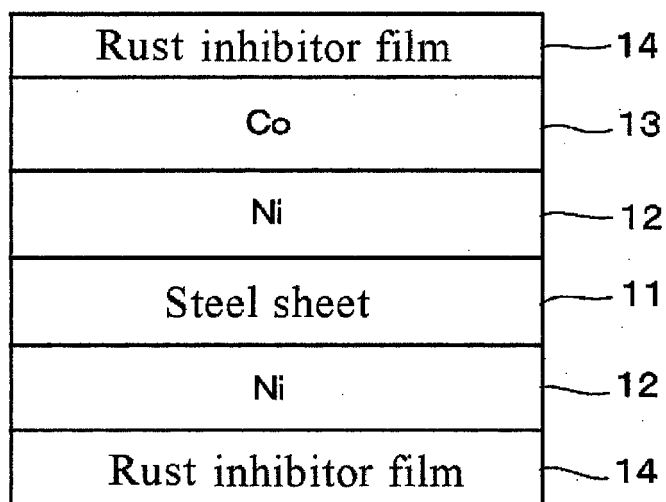 Rust inhibitor film 14
Co 13
Ni 12
Steel sheet 11
Ni 12
Rust inhibitor film 14